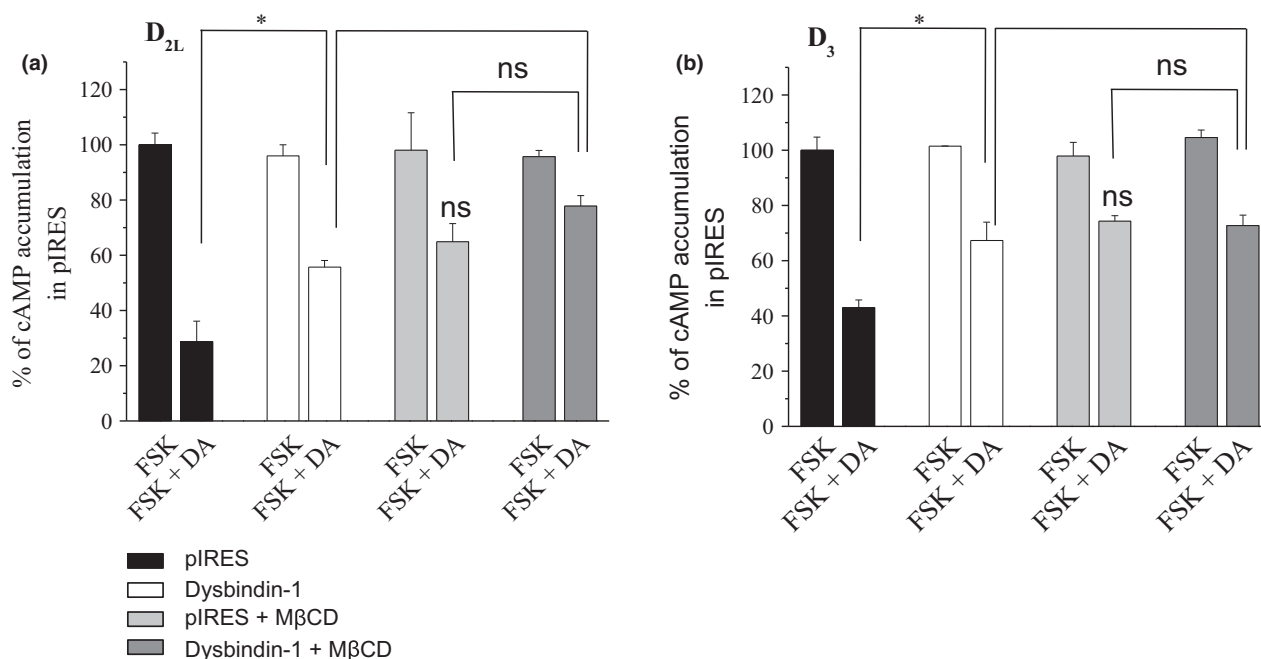 (a)
D2L
*
ns
ns
120
100
80
60
40
20
0
% of cAMP accumulation
in pIRES
FSK
FSK + DA
FSK
FSK + DA
FSK
FSK + DA
FSK
FSK + DA
(b)
D3
*
ns
ns
120
100
80
60
40
20
0
% of cAMP accumulation
in pIRES
FSK
FSK + DA
FSK
FSK + DA
FSK
FSK + DA
FSK
FSK + DA
pIRES
Dysbindin-1
pIRES + MβCD
Dysbindin-1 + MβCD